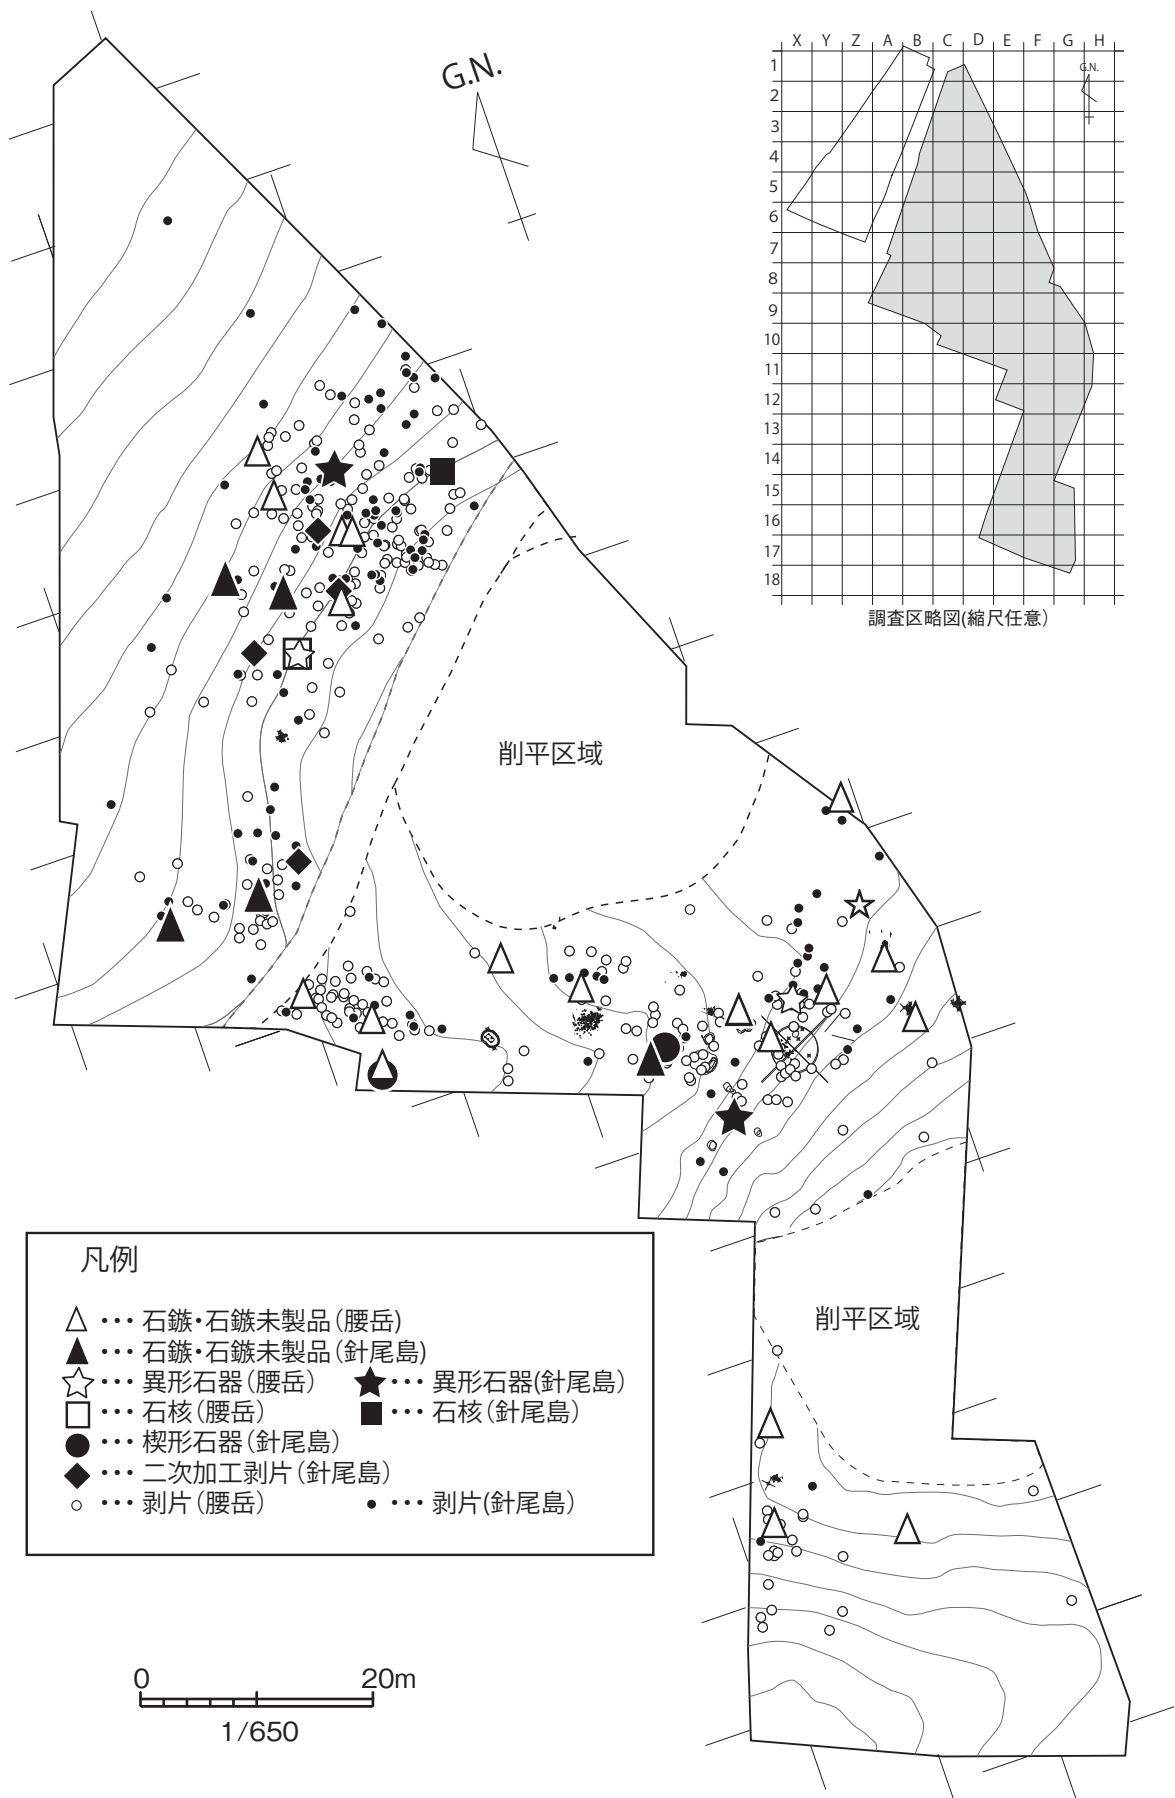 G.N.
X Y Z A B C D E F G H
G.N.
1
2
3
4
5
6
7
8
9
10
11
12
13
14
15
16
17
18
調査区略図(縮尺任意)
削平区域
削平区域
凡例
･･･ 石鏃・石鏃未製品(腰岳)
･･･ 石鏃・石鏃未製品(針尾島)
･･･ 異形石器(腰岳) ･･･ 異形石器(針尾島)
･･･ 石核(腰岳) ･･･ 石核(針尾島)
･･･ 楔形石器(針尾島)
･･･ 二次加工剥片(針尾島)
･･･ 剥片(腰岳) ･･･ 剥片(針尾島)
0 20m
1/650